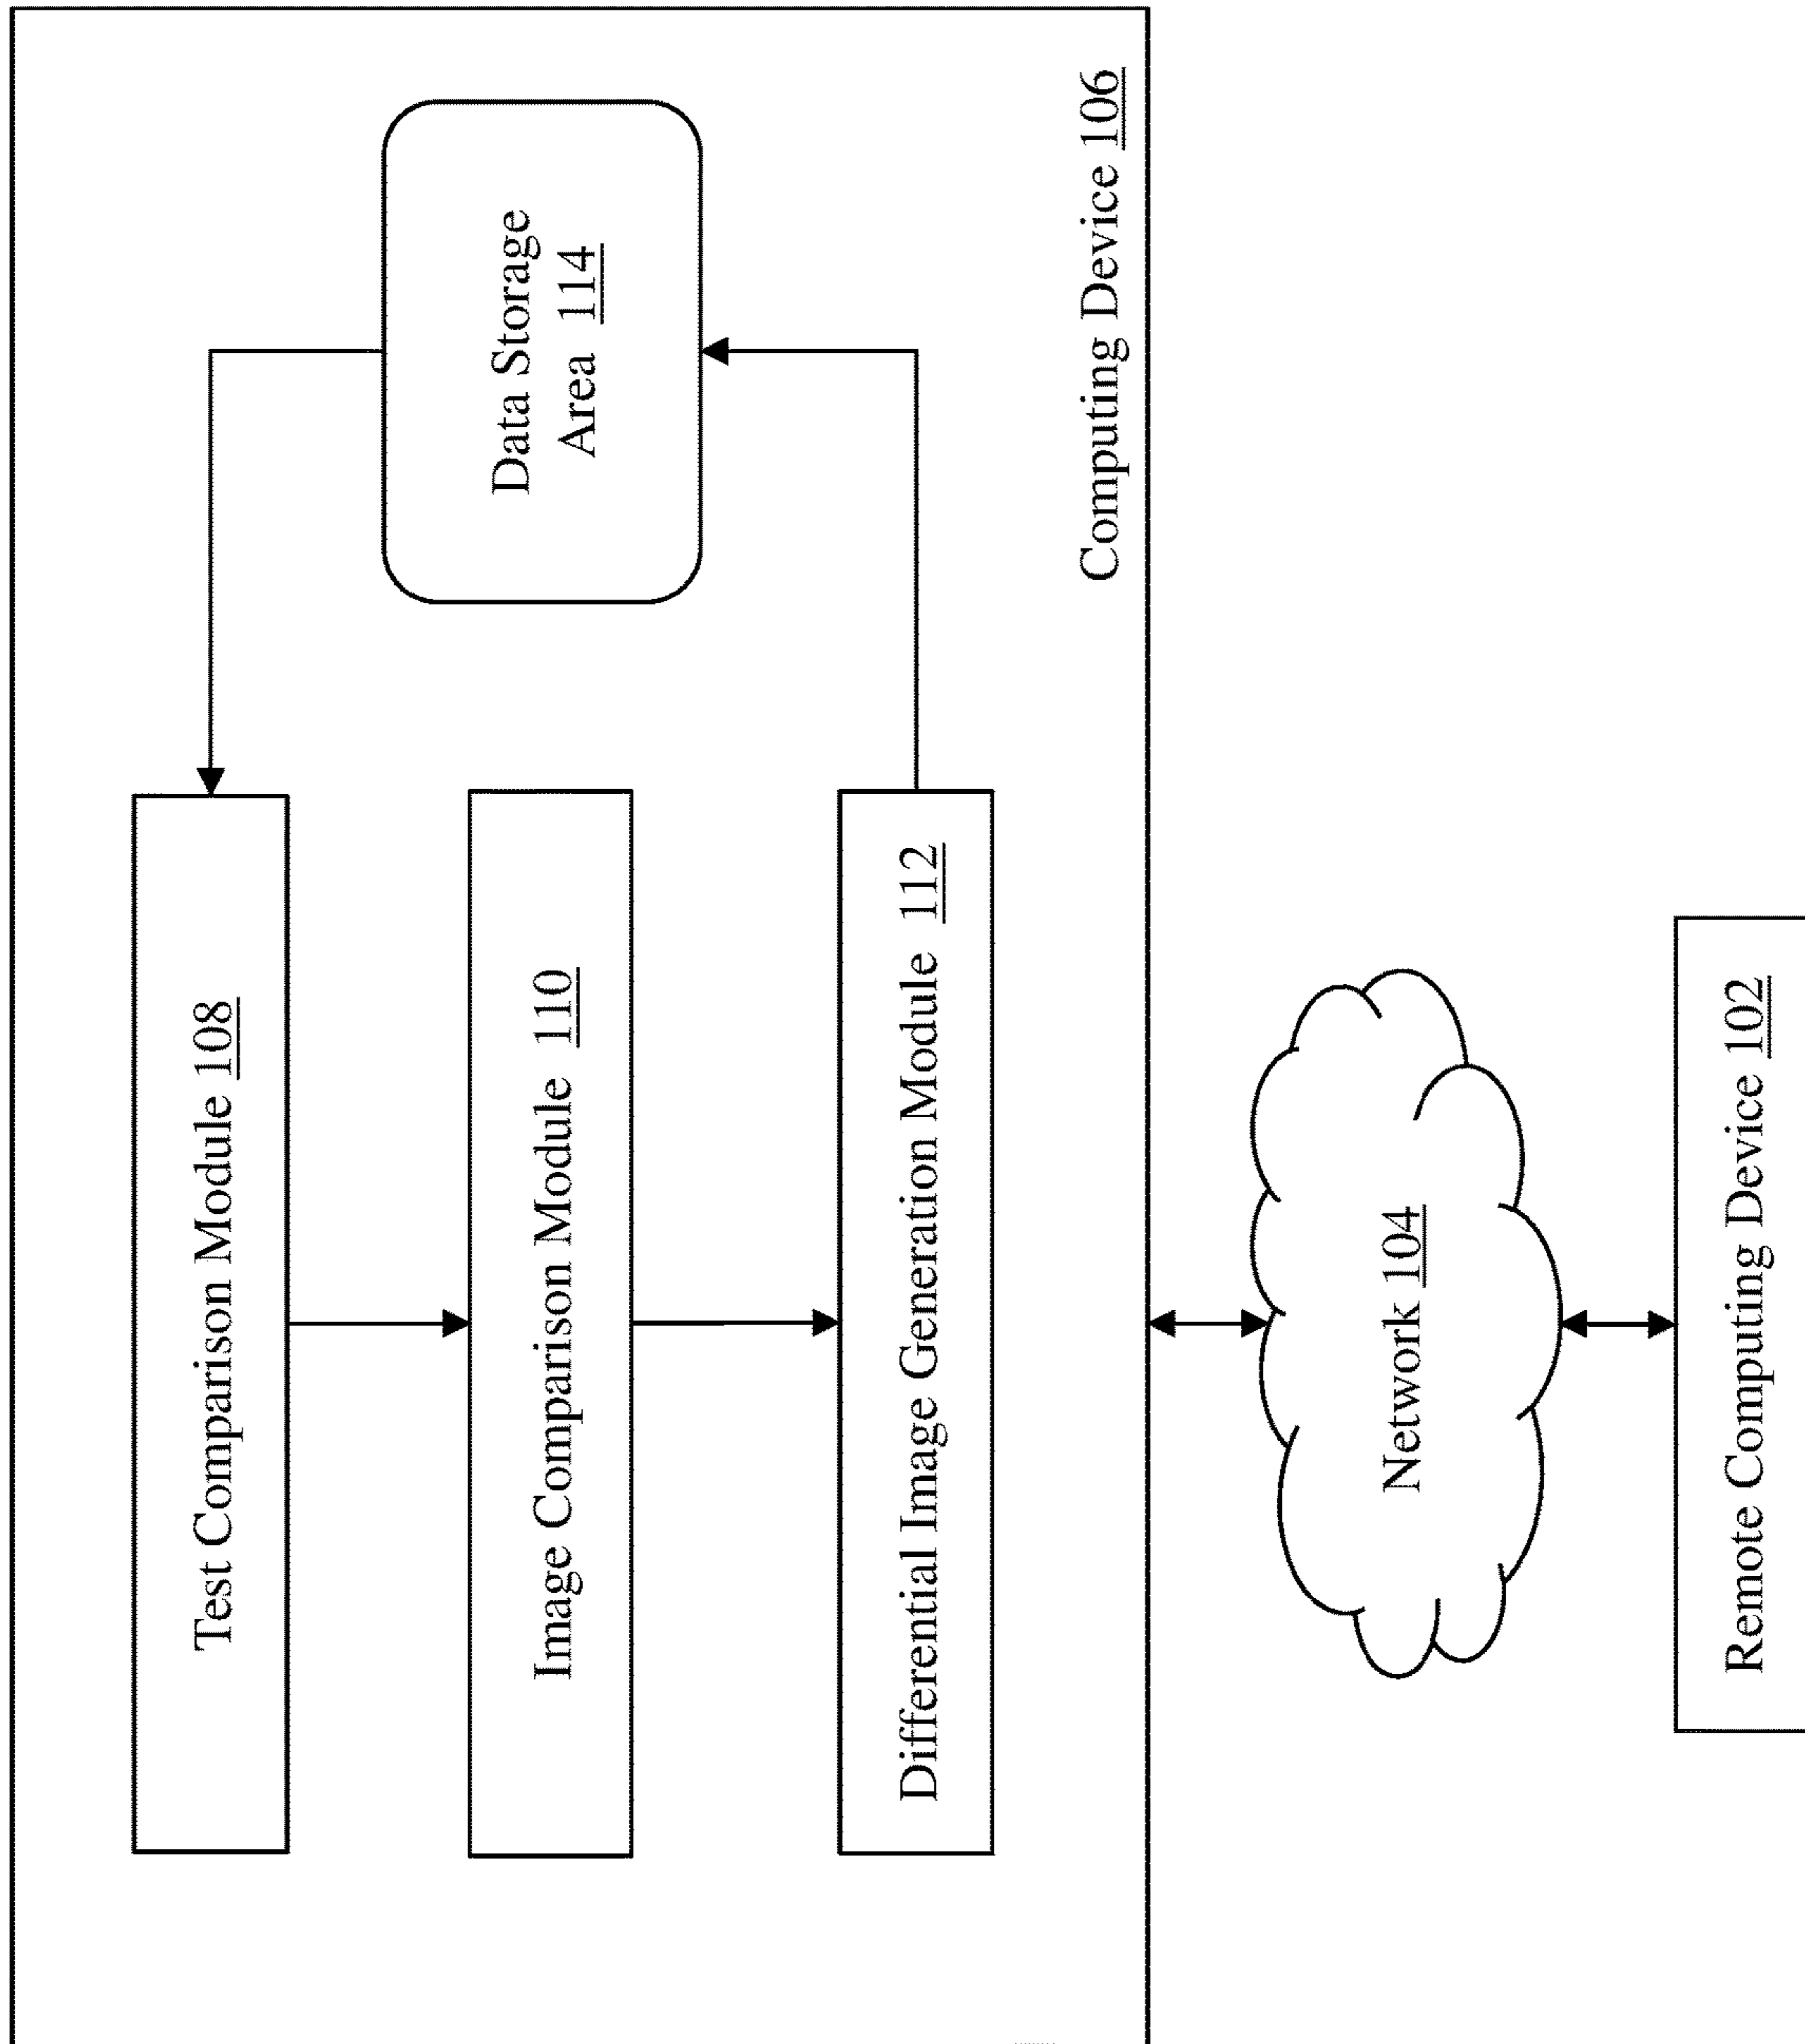 Test Comparison Module 108
Image Comparison Module 110
Differential Image Generation Module 112
Data Storage
Area 114
Computing Device 106
Network 104
Remote Computing Device 102